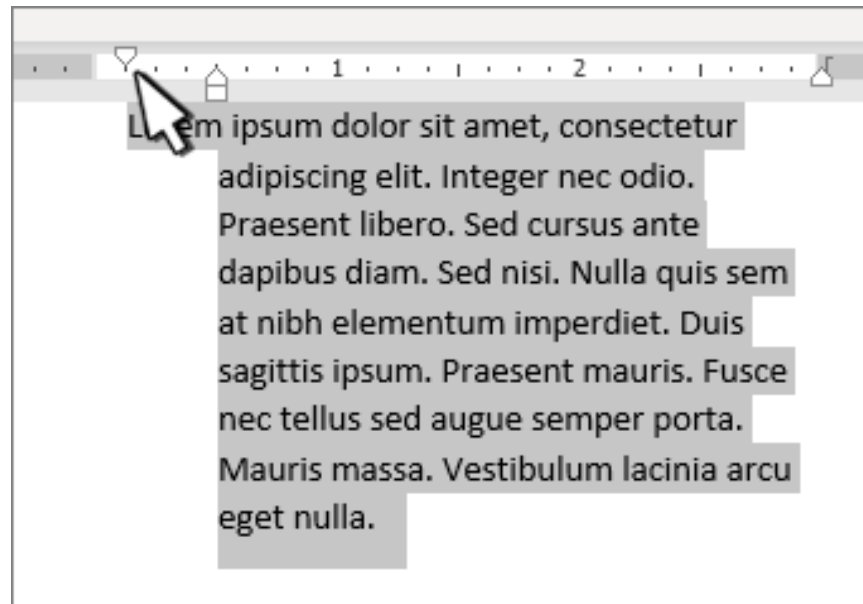 1 2
Lorem ipsum dolor sit amet, consectetur
adipiscing elit. Integer nec odio.
Praesent libero. Sed cursus ante
dapibus diam. Sed nisi. Nulla quis sem
at nibh elementum imperdiet. Duis
sagittis ipsum. Praesent mauris. Fusce
nec tellus sed augue semper porta.
Mauris massa. Vestibulum lacinia arcu
eget nulla.